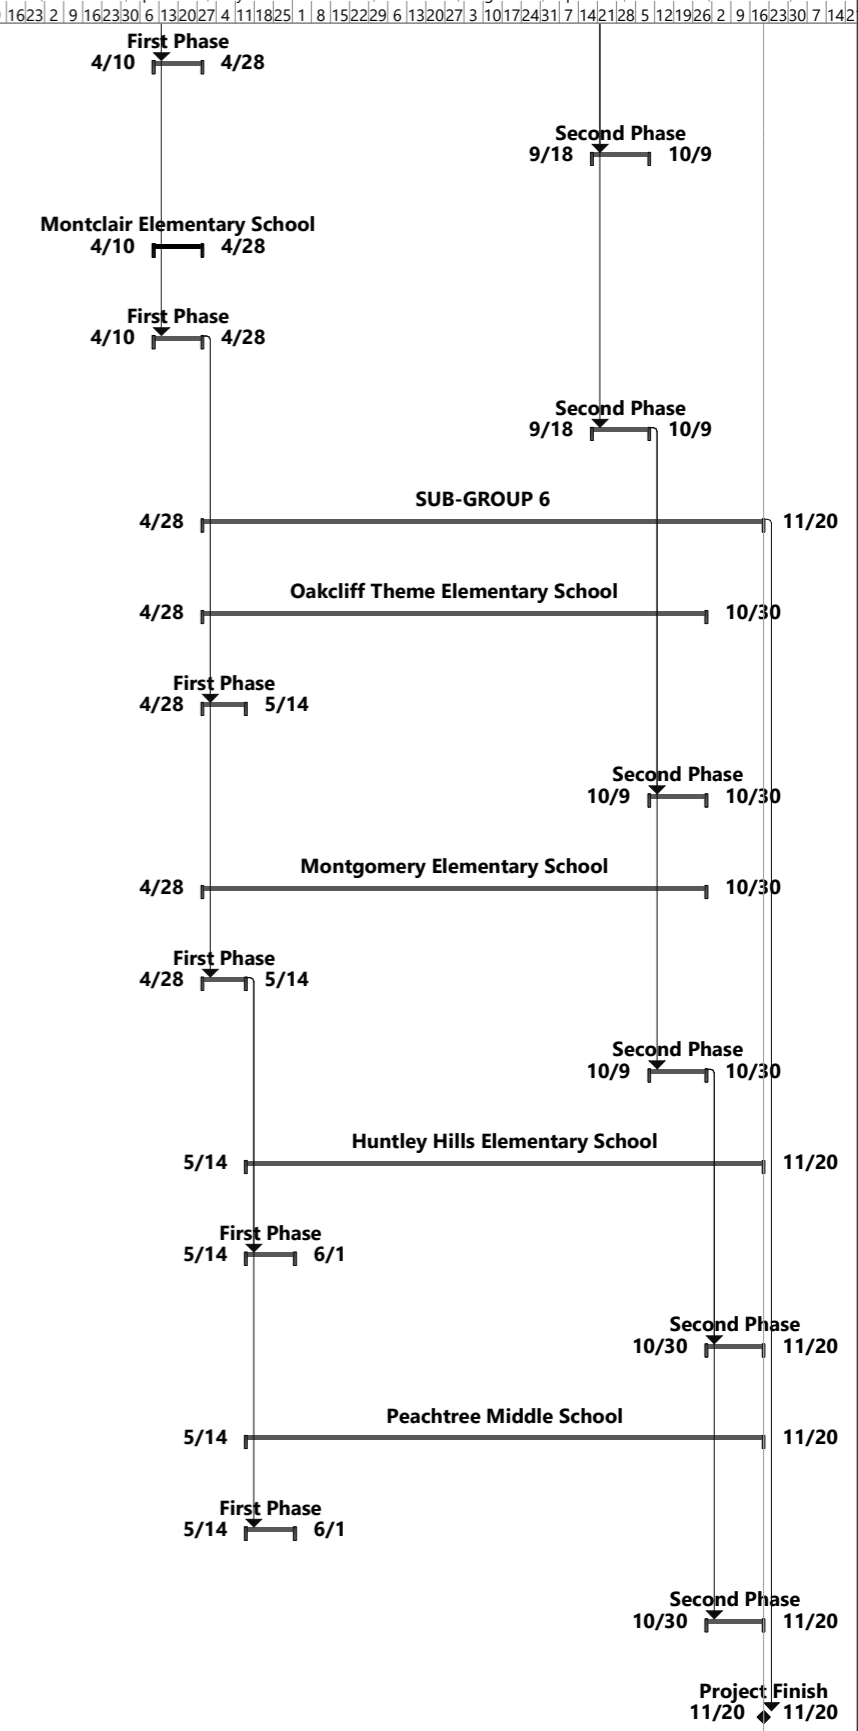 16 23 2 9 16 23 30 6 13 20 27 4 11 18 25 1 8 15 22 29 6 13 20 27 3 10 17 24 31 7 14 21 28 5 12 19 26 2 9 16 23 30 7 14 2
First Phase
4/10 4/28
Second Phase
9/18 10/9
Montclair Elementary School
4/10 4/28
First Phase
4/10 4/28
Second Phase
9/18 10/9
SUB-GROUP 6
4/28 11/20
Oakcliff Theme Elementary School
4/28 10/30
First Phase
4/28 5/14
Second Phase
10/9 10/30
Montgomery Elementary School
4/28 10/30
First Phase
4/28 5/14
Second Phase
10/9 10/30
Huntley Hills Elementary School
5/14 11/20
First Phase
5/14 6/1
Second Phase
10/30 11/20
Peachtree Middle School
5/14 11/20
First Phase
5/14 6/1
Second Phase
10/30 11/20
Project Finish
11/20 11/20